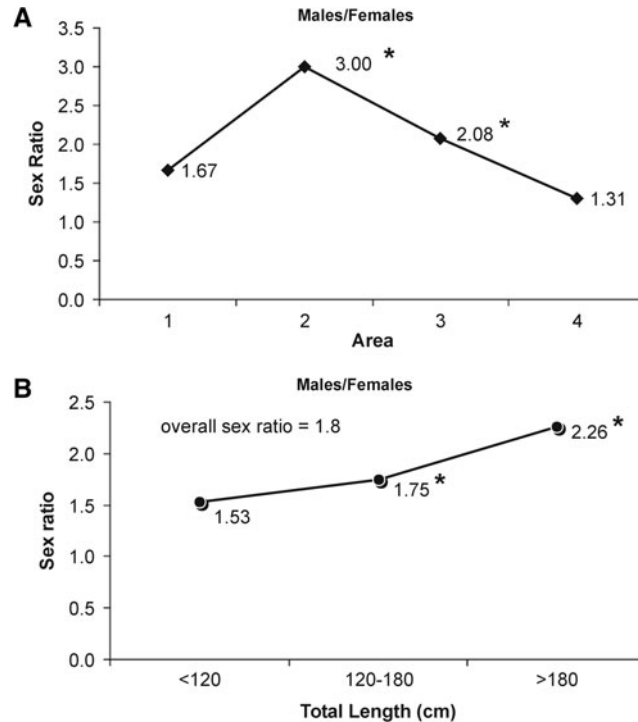 A
Males/Females
Sex Ratio
3.0
2.5
2.0
1.5
1.0
0.5
0.0
1.67
3.00 *
2.08 *
1.31
1 2 3 4
Area
B
Males/Females
Sex ratio
2.5
2.0
1.5
1.0
0.5
0.0
overall sex ratio = 1.8
1.53
1.75 *
2.26 *
<120 120-180 >180
Total Length (cm)